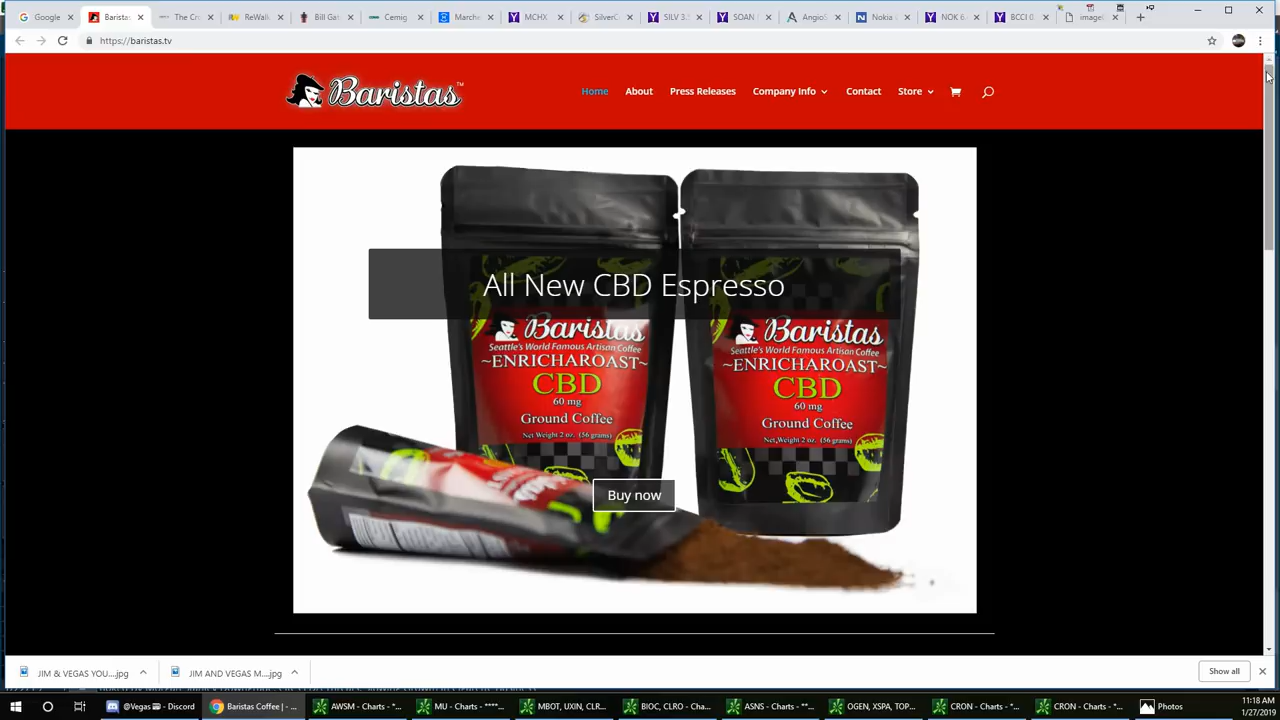 Google
Baristas
The Cr
ReWalk
Bill Gat
Cemig
March
MCHX
SilverC
SILV 3.
SOAN
AngioS
Nokia
NOK 6.
BCCI 0.
image
https://baristas.tv
Baristas™
Home
About
Press Releases
Company Info
Contact
Store
All New CBD Espresso
Baristas
Seattle's World Famous Artisan Coffee
~ENRICHAROAST~
CBD
60 mg
Ground Coffee
Net Weight 2 oz. (56 grams)
Baristas
Seattle's World Famous Artisan Coffee
~ENRICHAROAST~
CBD
60 mg
Ground Coffee
Net Weight 2 oz. (56 grams)
Buy now
JIM & VEGAS YOU....jpg
JIM AND VEGAS M....jpg
Show all
@Vegas - Discord
Baristas Coffee | - ...
AWSM - Charts - *...
MU - Charts - ****...
MBOT, UXIN, CLR...
BIOC, CLRO, Espr...
ASNS - Charts - **...
OGEN, XSPA, TOP...
CRON - Charts - *...
CRON - Charts - *...
Photos
11:18 AM
1/27/2019